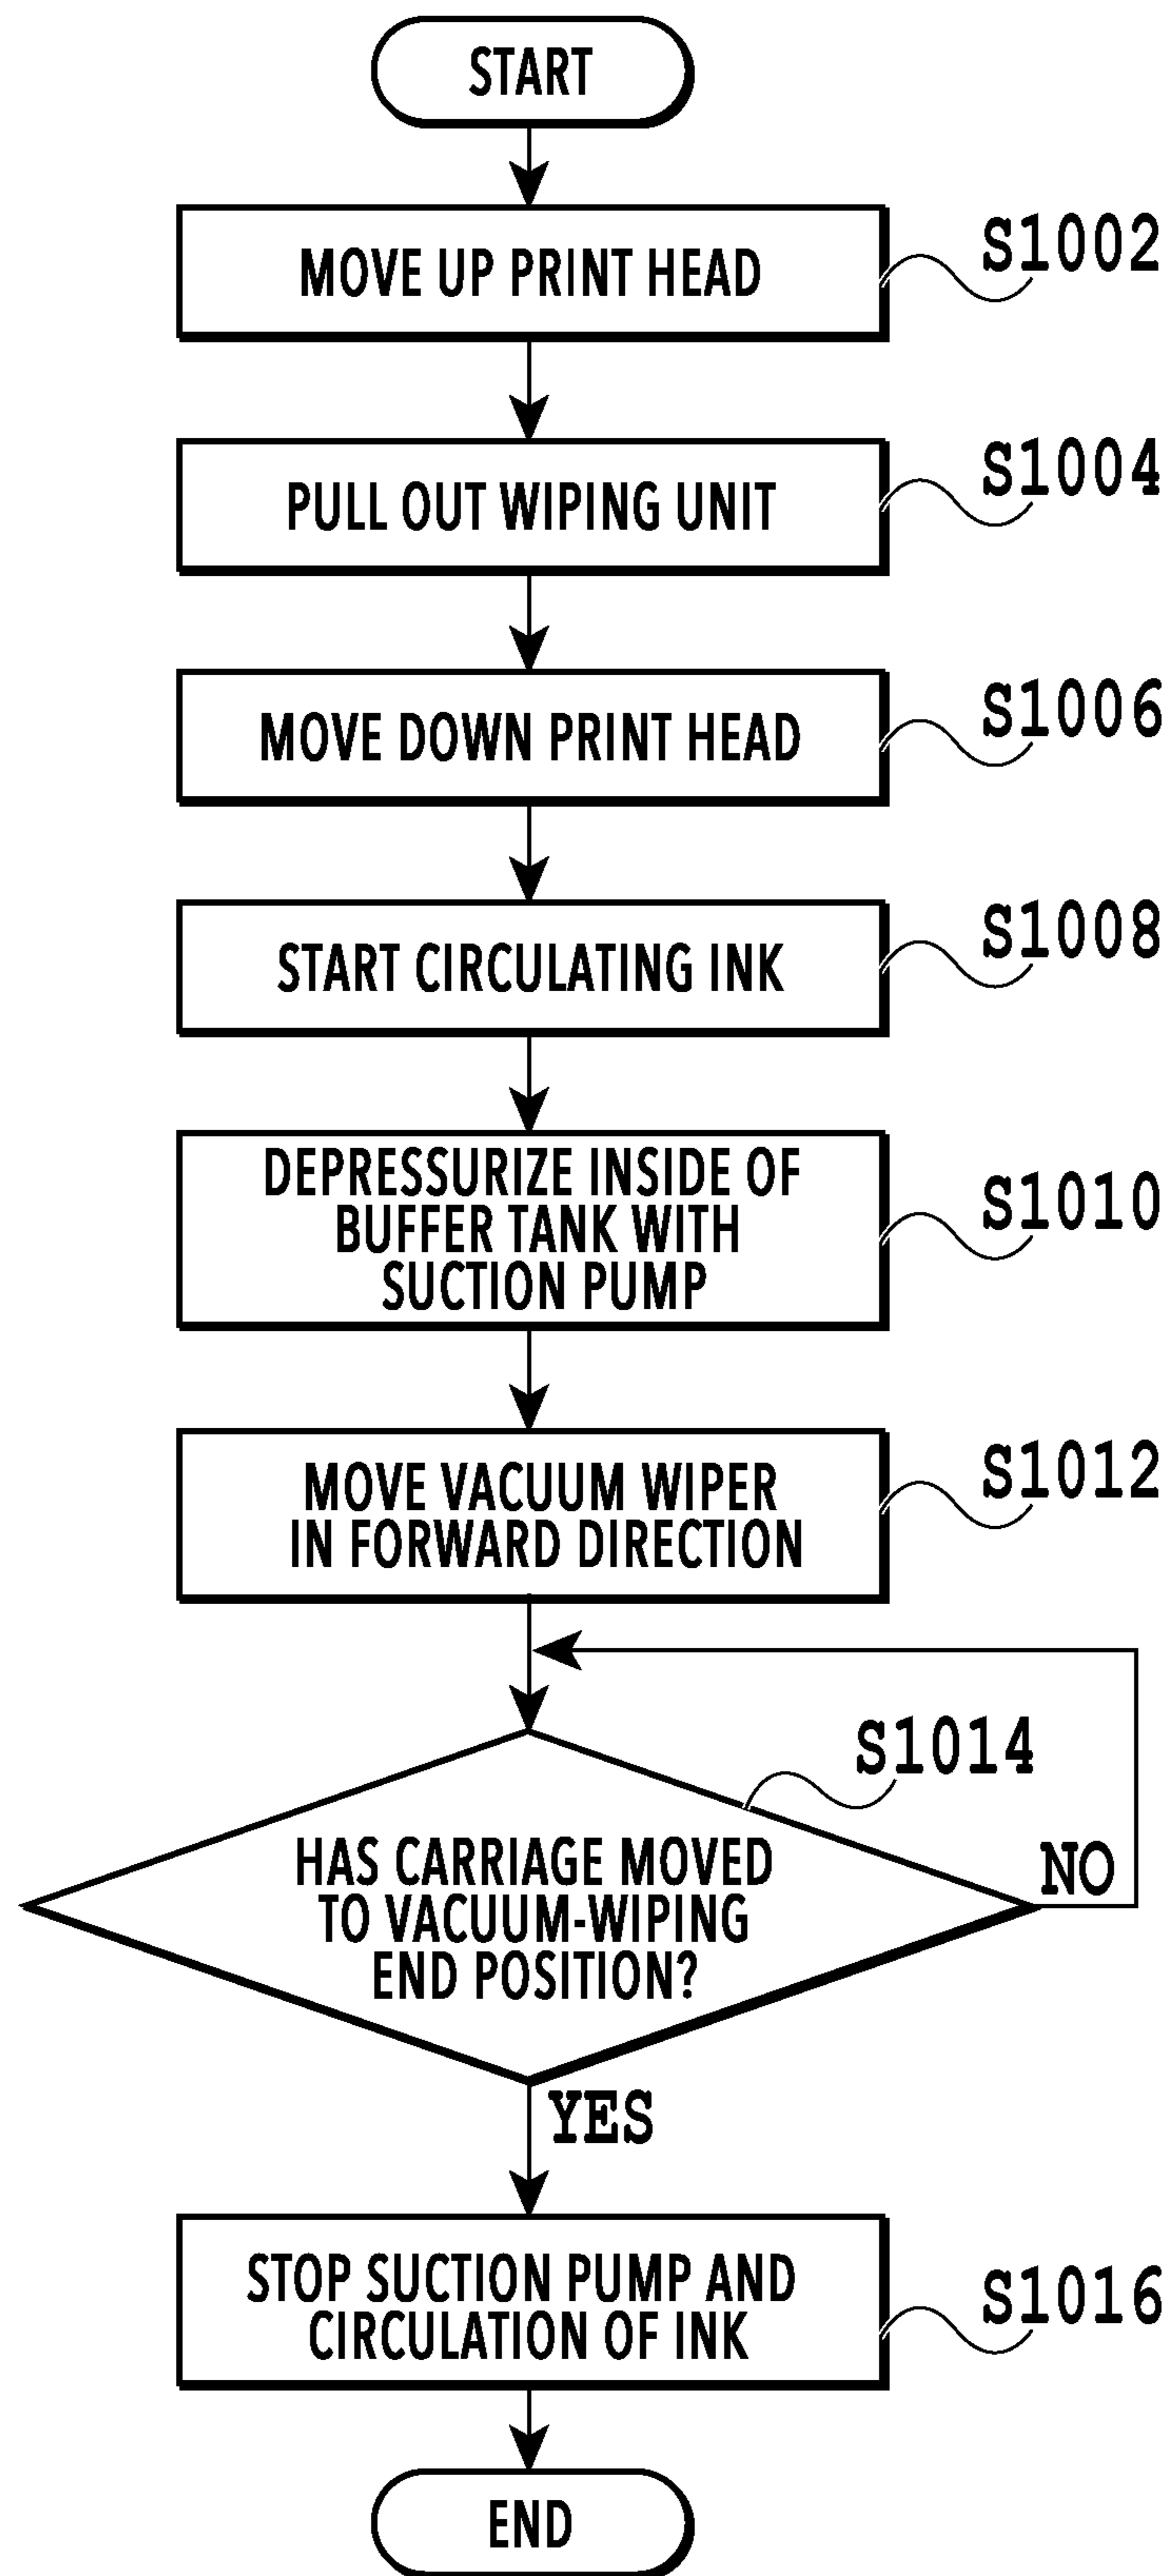 START
MOVE UP PRINT HEAD
S1002
PULL OUT WIPING UNIT
S1004
MOVE DOWN PRINT HEAD
S1006
START CIRCULATING INK
S1008
DEPRESSURIZE INSIDE OF
BUFFER TANK WITH
SUCTION PUMP
S1010
MOVE VACUUM WIPER
IN FORWARD DIRECTION
S1012
S1014
HAS CARRIAGE MOVED
TO VACUUM-WIPING
END POSITION?
NO
YES
STOP SUCTION PUMP AND
CIRCULATION OF INK
S1016
END